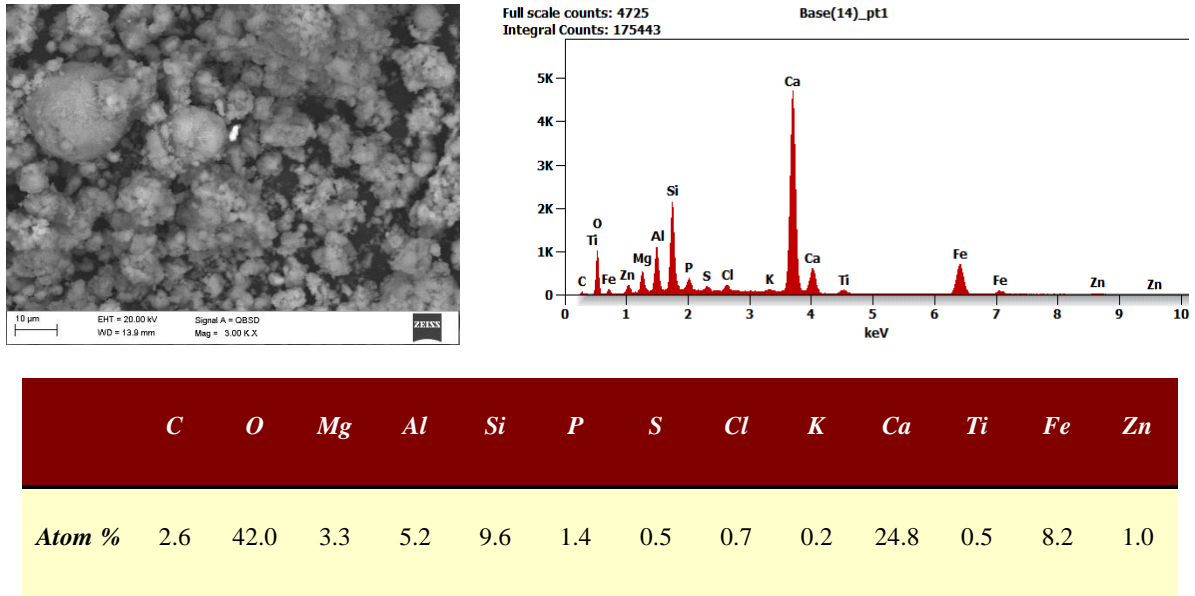 Full scale counts: 4725 Base(14)_pt1
Integral Counts: 175443
5K
4K
3K
2K
1K
0
Ca
Si
O
Ti
Al
Mg
C
Fe
Zn
P
S
Cl
K
Ca
Ti
Fe
Fe
Zn
Zn
0 1 2 3 4 5 6 7 8 9 10
keV
10 µm EHT = 20.00 kV Signal A = QBSD ZEISS
WD = 13.9 mm Mag = 3.00 K X
C O Mg Al Si P S Cl K Ca Ti Fe Zn
Atom % 2.6 42.0 3.3 5.2 9.6 1.4 0.5 0.7 0.2 24.8 0.5 8.2 1.0